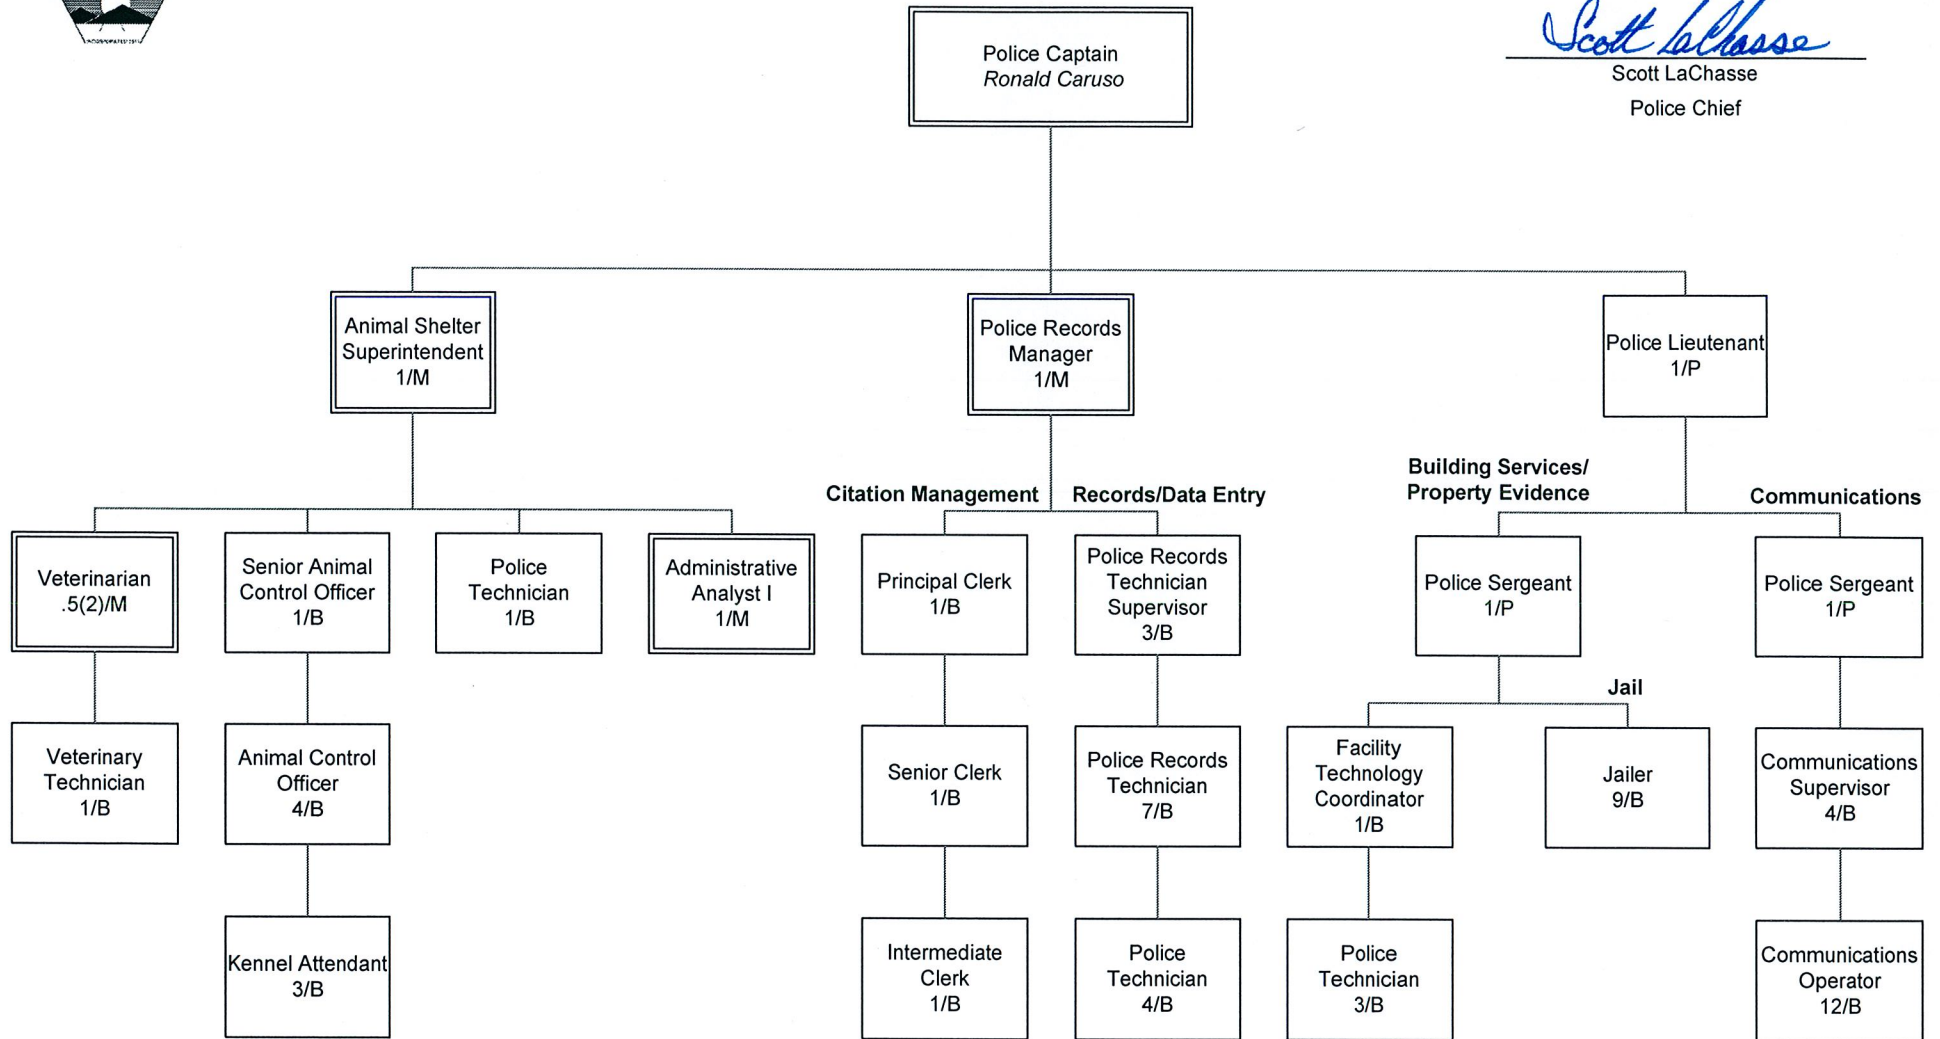 Police Captain
Ronald Caruso
Scott LaChasse
Scott LaChasse
Police Chief
Animal Shelter
Superintendent
1/M
Police Records
Manager
1/M
Police Lieutenant
1/P
Citation Management
Records/Data Entry
Building Services/
Property Evidence
Communications
Veterinarian
.5(2)/M
Senior Animal
Control Officer
1/B
Police
Technician
1/B
Administrative
Analyst I
1/M
Principal Clerk
1/B
Police Records
Technician
Supervisor
3/B
Police Sergeant
1/P
Police Sergeant
1/P
Jail
Veterinary
Technician
1/B
Animal Control
Officer
4/B
Senior Clerk
1/B
Police Records
Technician
7/B
Facility
Technology
Coordinator
1/B
Jailer
9/B
Communications
Supervisor
4/B
Kennel Attendant
3/B
Intermediate
Clerk
1/B
Police
Technician
4/B
Police
Technician
3/B
Communications
Operator
12/B